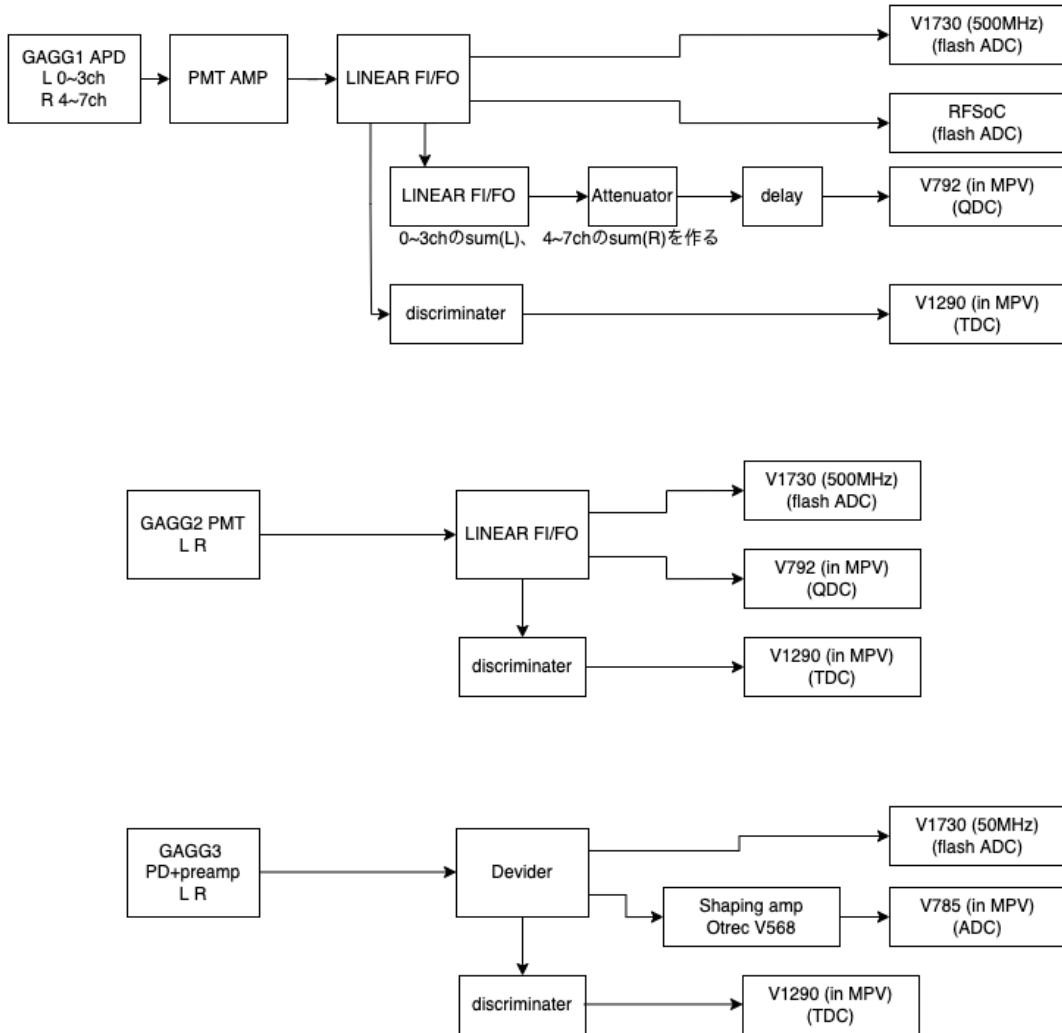 GAGG1 APD
L 0~3ch
R 4~7ch
PMT AMP
LINEAR FI/FO
V1730 (500MHz)
(flash ADC)
RFSoC
(flash ADC)
LINEAR FI/FO
Attenuator
delay
V792 (in MPV)
(QDC)
0~3chのsum(L)、 4~7chのsum(R)を作る
discriminater
V1290 (in MPV)
(TDC)
GAGG2 PMT
L R
LINEAR FI/FO
V1730 (500MHz)
(flash ADC)
V792 (in MPV)
(QDC)
discriminater
V1290 (in MPV)
(TDC)
GAGG3
PD+preamp
L R
Devider
V1730 (50MHz)
(flash ADC)
Shaping amp
Otrec V568
V785 (in MPV)
(ADC)
discriminater
V1290 (in MPV)
(TDC)